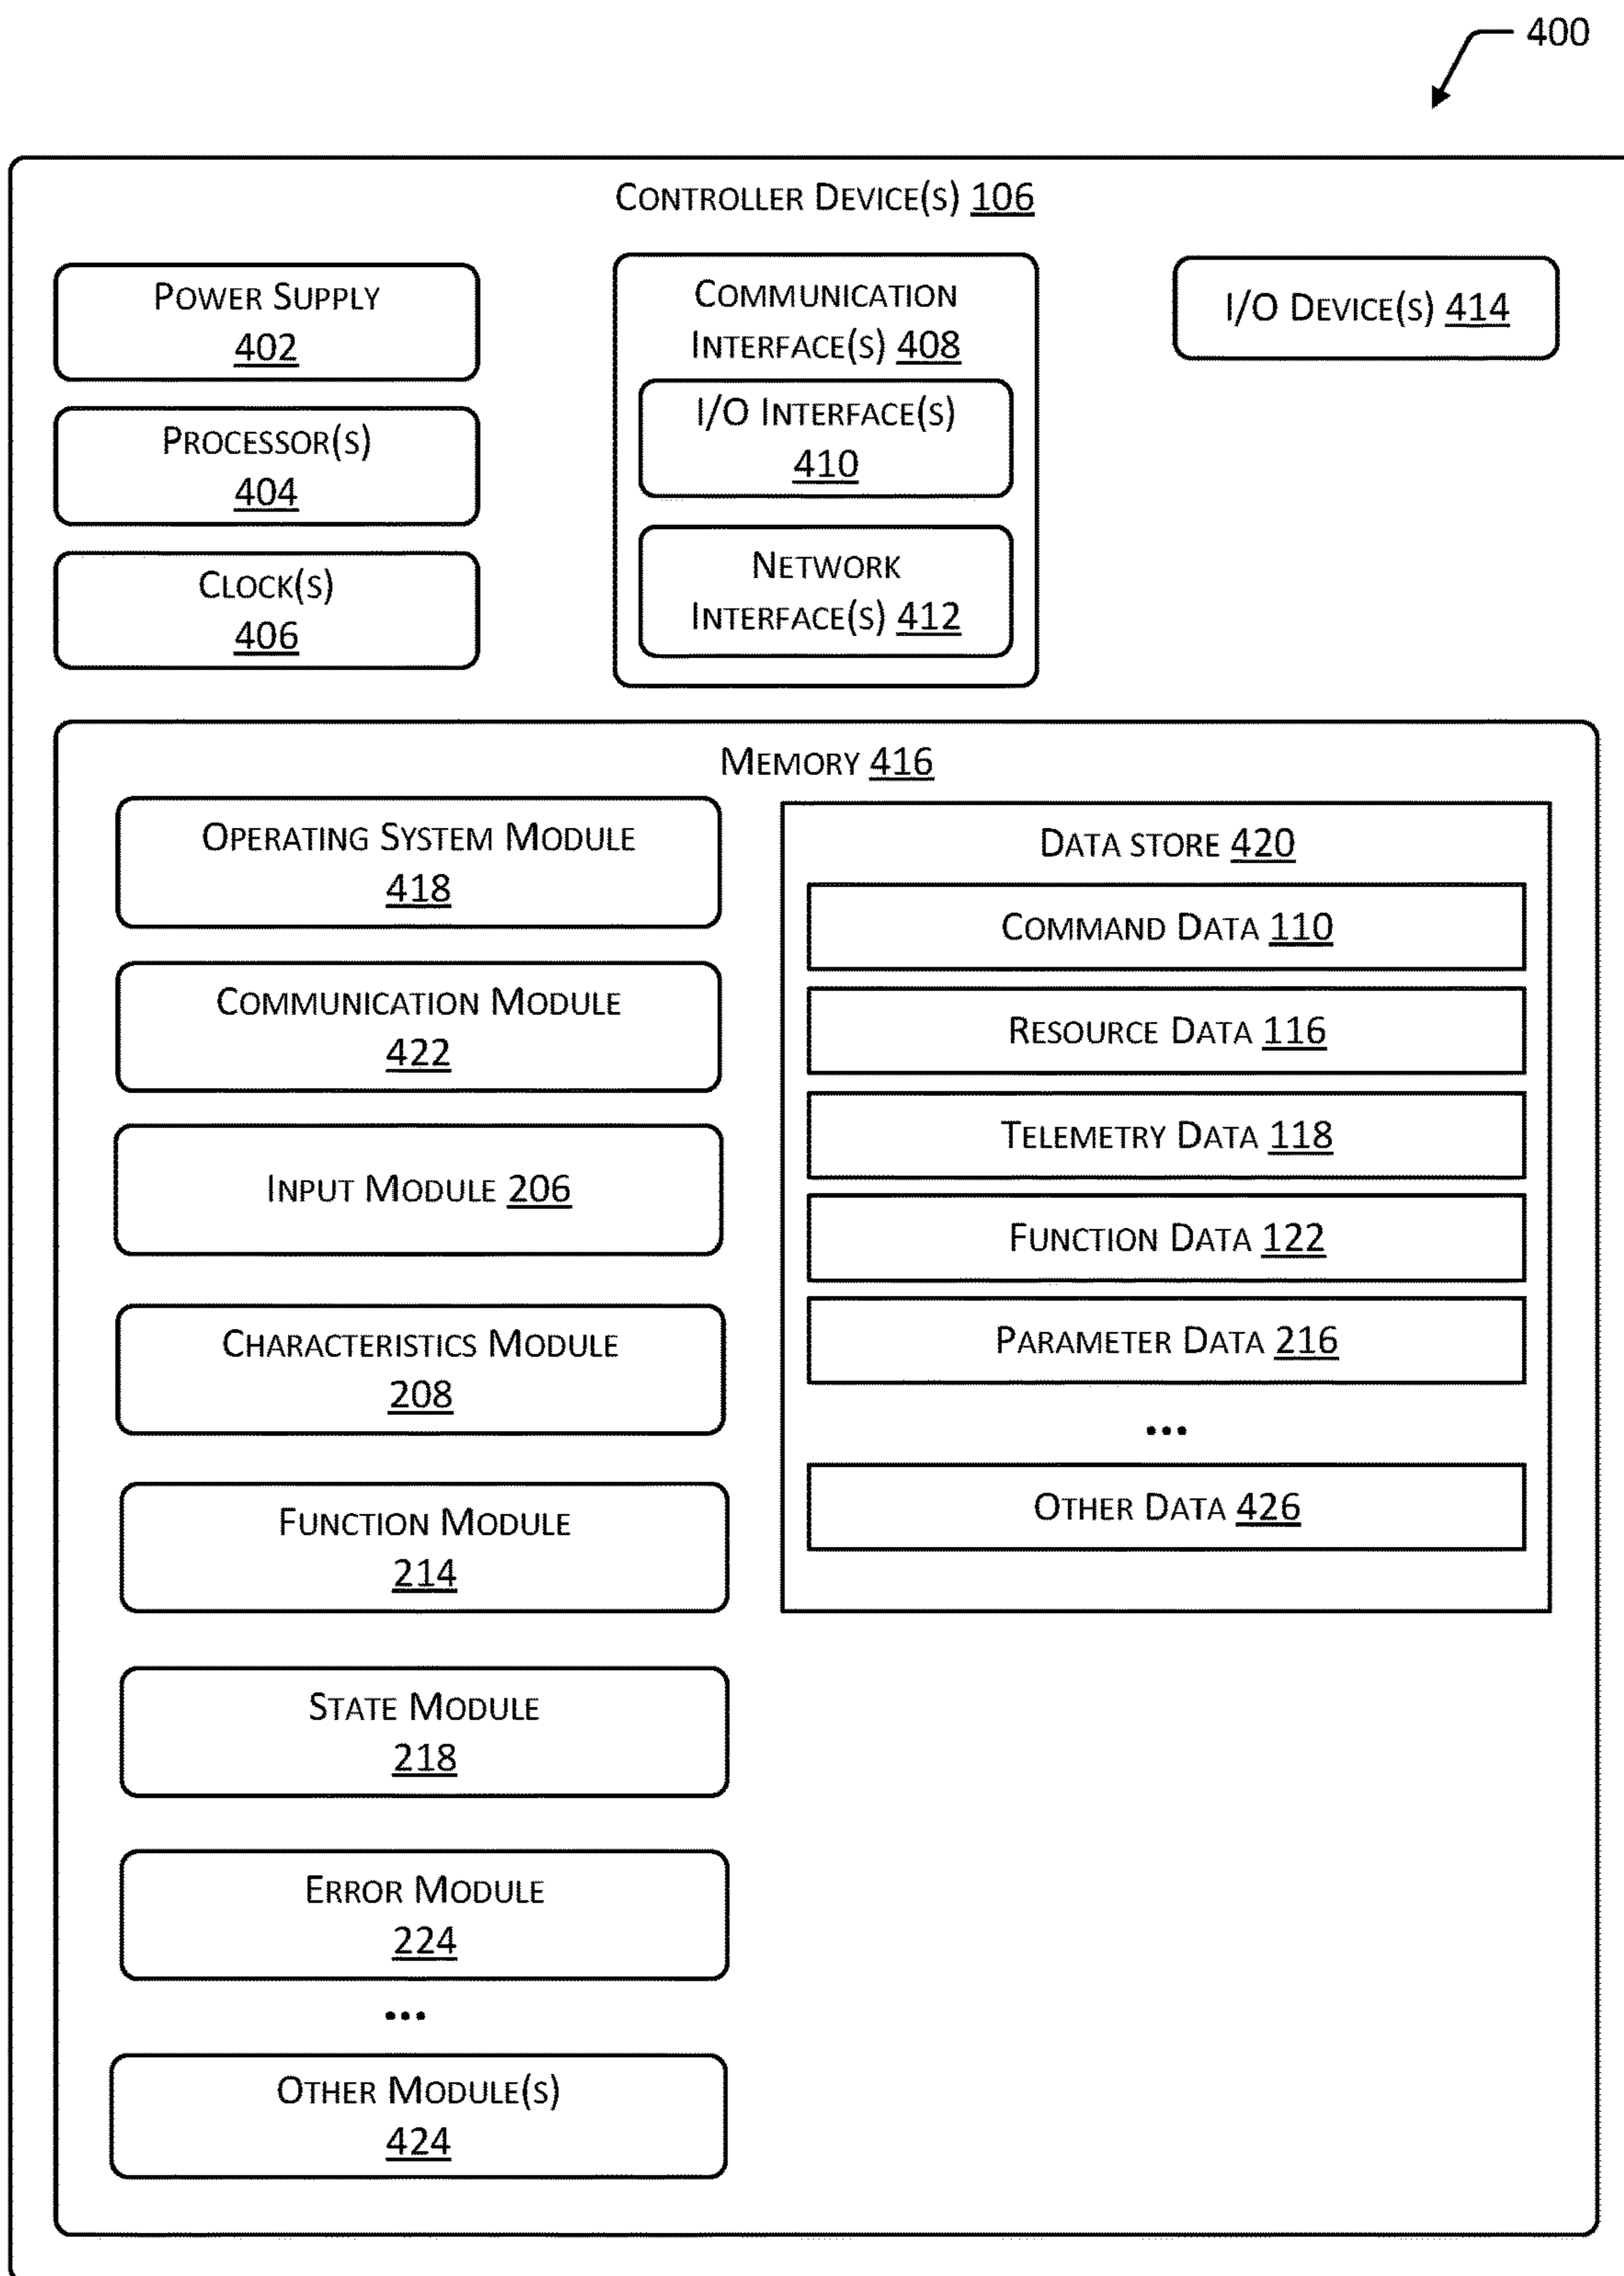 400
CONTROLLER DEVICE(S) 106
POWER SUPPLY
402
PROCESSOR(S)
404
CLOCK(S)
406
COMMUNICATION
INTERFACE(S) 408
I/O INTERFACE(S)
410
NETWORK
INTERFACE(S) 412
I/O DEVICE(S) 414
MEMORY 416
OPERATING SYSTEM MODULE
418
COMMUNICATION MODULE
422
INPUT MODULE 206
CHARACTERISTICS MODULE
208
FUNCTION MODULE
214
STATE MODULE
218
ERROR MODULE
224
...
OTHER MODULE(S)
424
DATA STORE 420
COMMAND DATA 110
RESOURCE DATA 116
TELEMETRY DATA 118
FUNCTION DATA 122
PARAMETER DATA 216
...
OTHER DATA 426